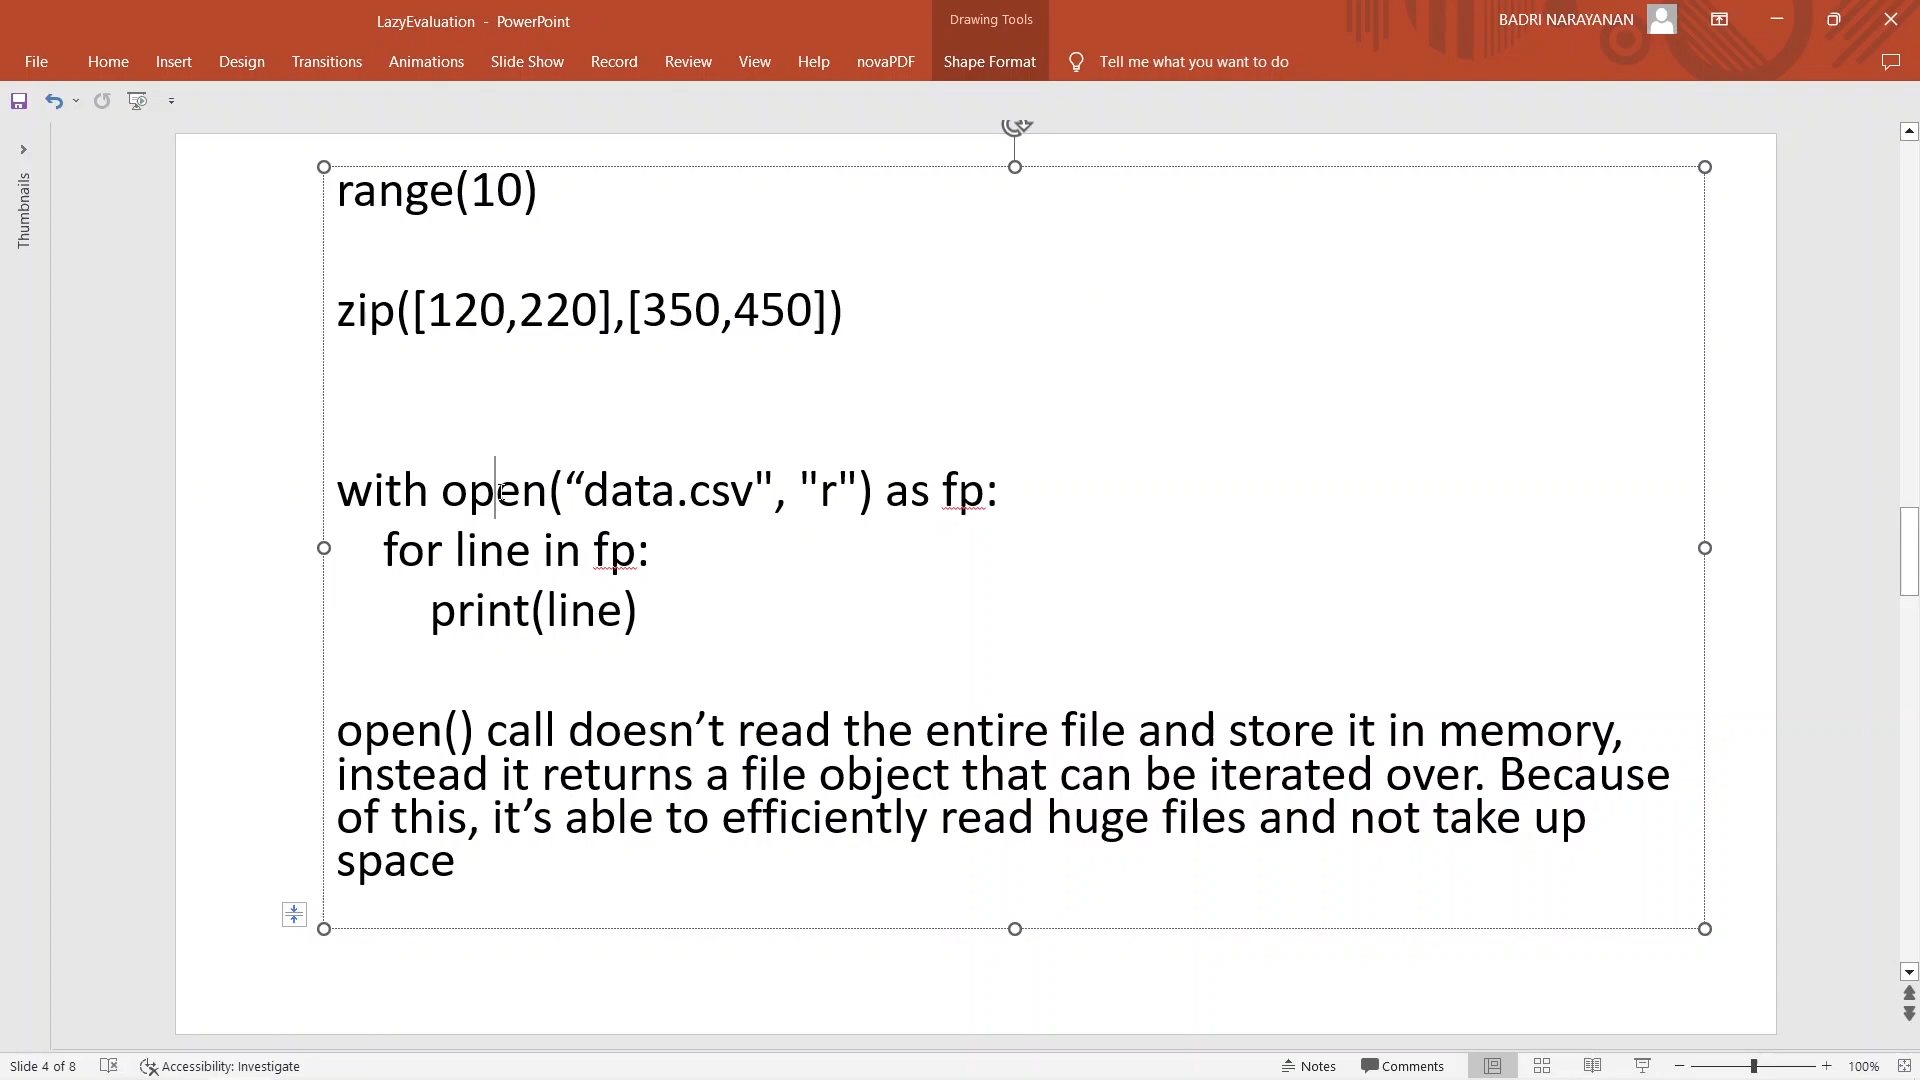 LazyEvaluation - PowerPoint
Drawing Tools
BADRI NARAYANAN
File Home Insert Design Transitions Animations Slide Show Record Review View Help novaPDF Shape Format Tell me what you want to do
Thumbnails
range(10)
zip([120,220],[350,450])
with open(“data.csv", "r") as fp:
for line in fp:
print(line)
open() call doesn’t read the entire file and store it in memory,
instead it returns a file object that can be iterated over. Because
of this, it’s able to efficiently read huge files and not take up
space
Slide 4 of 8 Accessibility: Investigate Notes Comments 100%